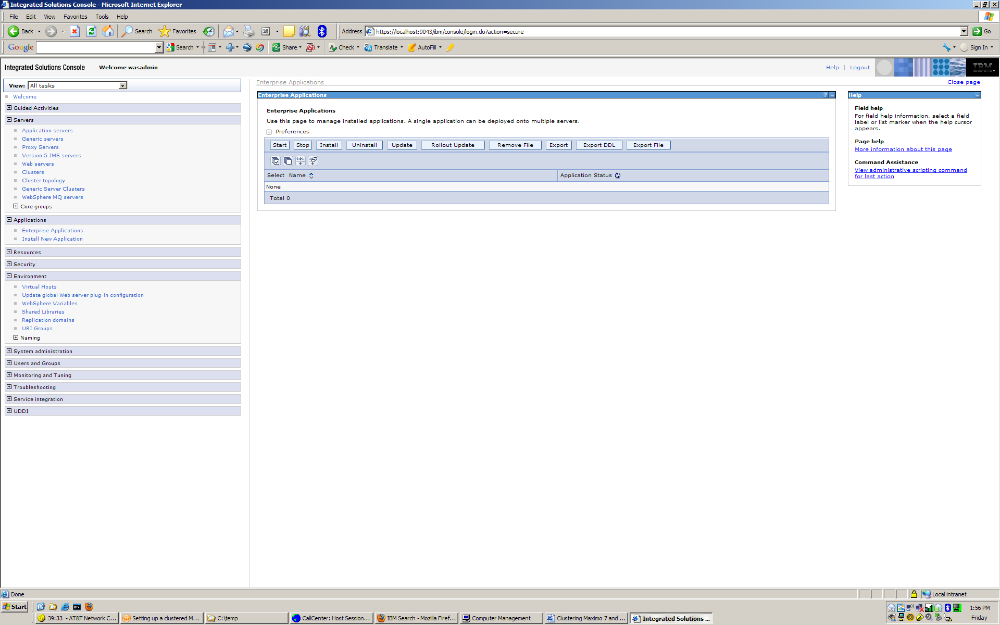 Integrated Solutions Console - Microsoft Internet Explorer
File Edit View Favorites Tools Help
Back Search Favorites Address https://localhost:9043/ibm/console/login.do?action=secure Go
Google Search Share Check Translate AutoFill Sign In
Integrated Solutions Console Welcome wasadmin Help | Logout IBM.
View: All tasks
Welcome
Guided Activities
Servers
Application servers
Generic servers
Proxy Servers
Version 5 JMS servers
Web servers
Clusters
Cluster topology
Generic Server Clusters
WebSphere MQ servers
Core groups
Applications
Enterprise Applications
Install New Application
Resources
Security
Environment
Virtual Hosts
Update global Web server plug-in configuration
WebSphere Variables
Shared Libraries
Replication domains
URI Groups
Naming
System administration
Users and Groups
Monitoring and Tuning
Troubleshooting
Service integration
UDDI
Enterprise Applications Close page
Enterprise Applications ?
Enterprise Applications
Use this page to manage installed applications. A single application can be deployed onto multiple servers.
Preferences
Start Stop Install Uninstall Update Rollout Update Remove File Export Export DDL Export File
Select Name Application Status
None
Total 0
Help
Field help
For field help information, select a field
label or list marker when the help cursor
appears.
Page help
More information about this page
Command Assistance
View administrative scripting command
for last action
Done Local intranet
Start 1:56 PM
39:33 - AT&T Network C... Setting up a clustered M... C:\temp CallCenter: Host Session... IBM Search - Mozilla Firef... Computer Management Clustering Maximo 7 and ... Integrated Solutions ... Friday